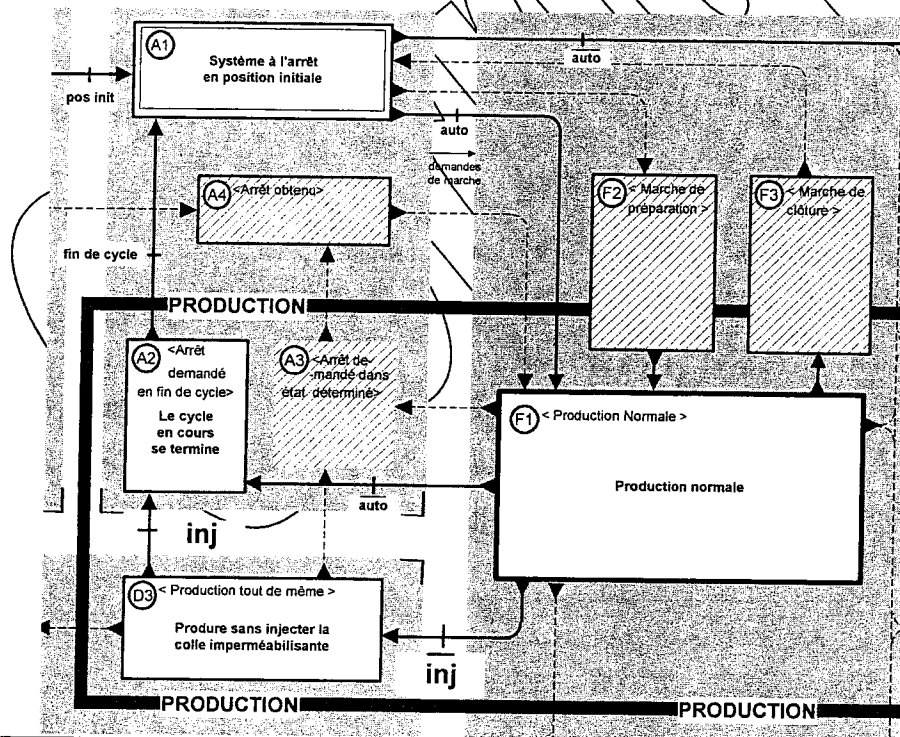 A1
Système à l'arrêt
en position initiale
auto
pos init
auto
demandes
de marche
A4 <Arrêt obtenu>
F2 < Marche de
préparation >
F3 < Marche de
clôture >
fin de cycle
PRODUCTION
A2 <Arrêt
demandé
en fin de cycle>
Le cycle
en cours
se termine
A3 <Arrêt de-
mandé dans
état déterminé>
F1 < Production Normale >
Production normale
auto
inj
D3 < Production tout de même >
Produre sans injecter la
colle imperméabilisante
inj
PRODUCTION
PRODUCTION